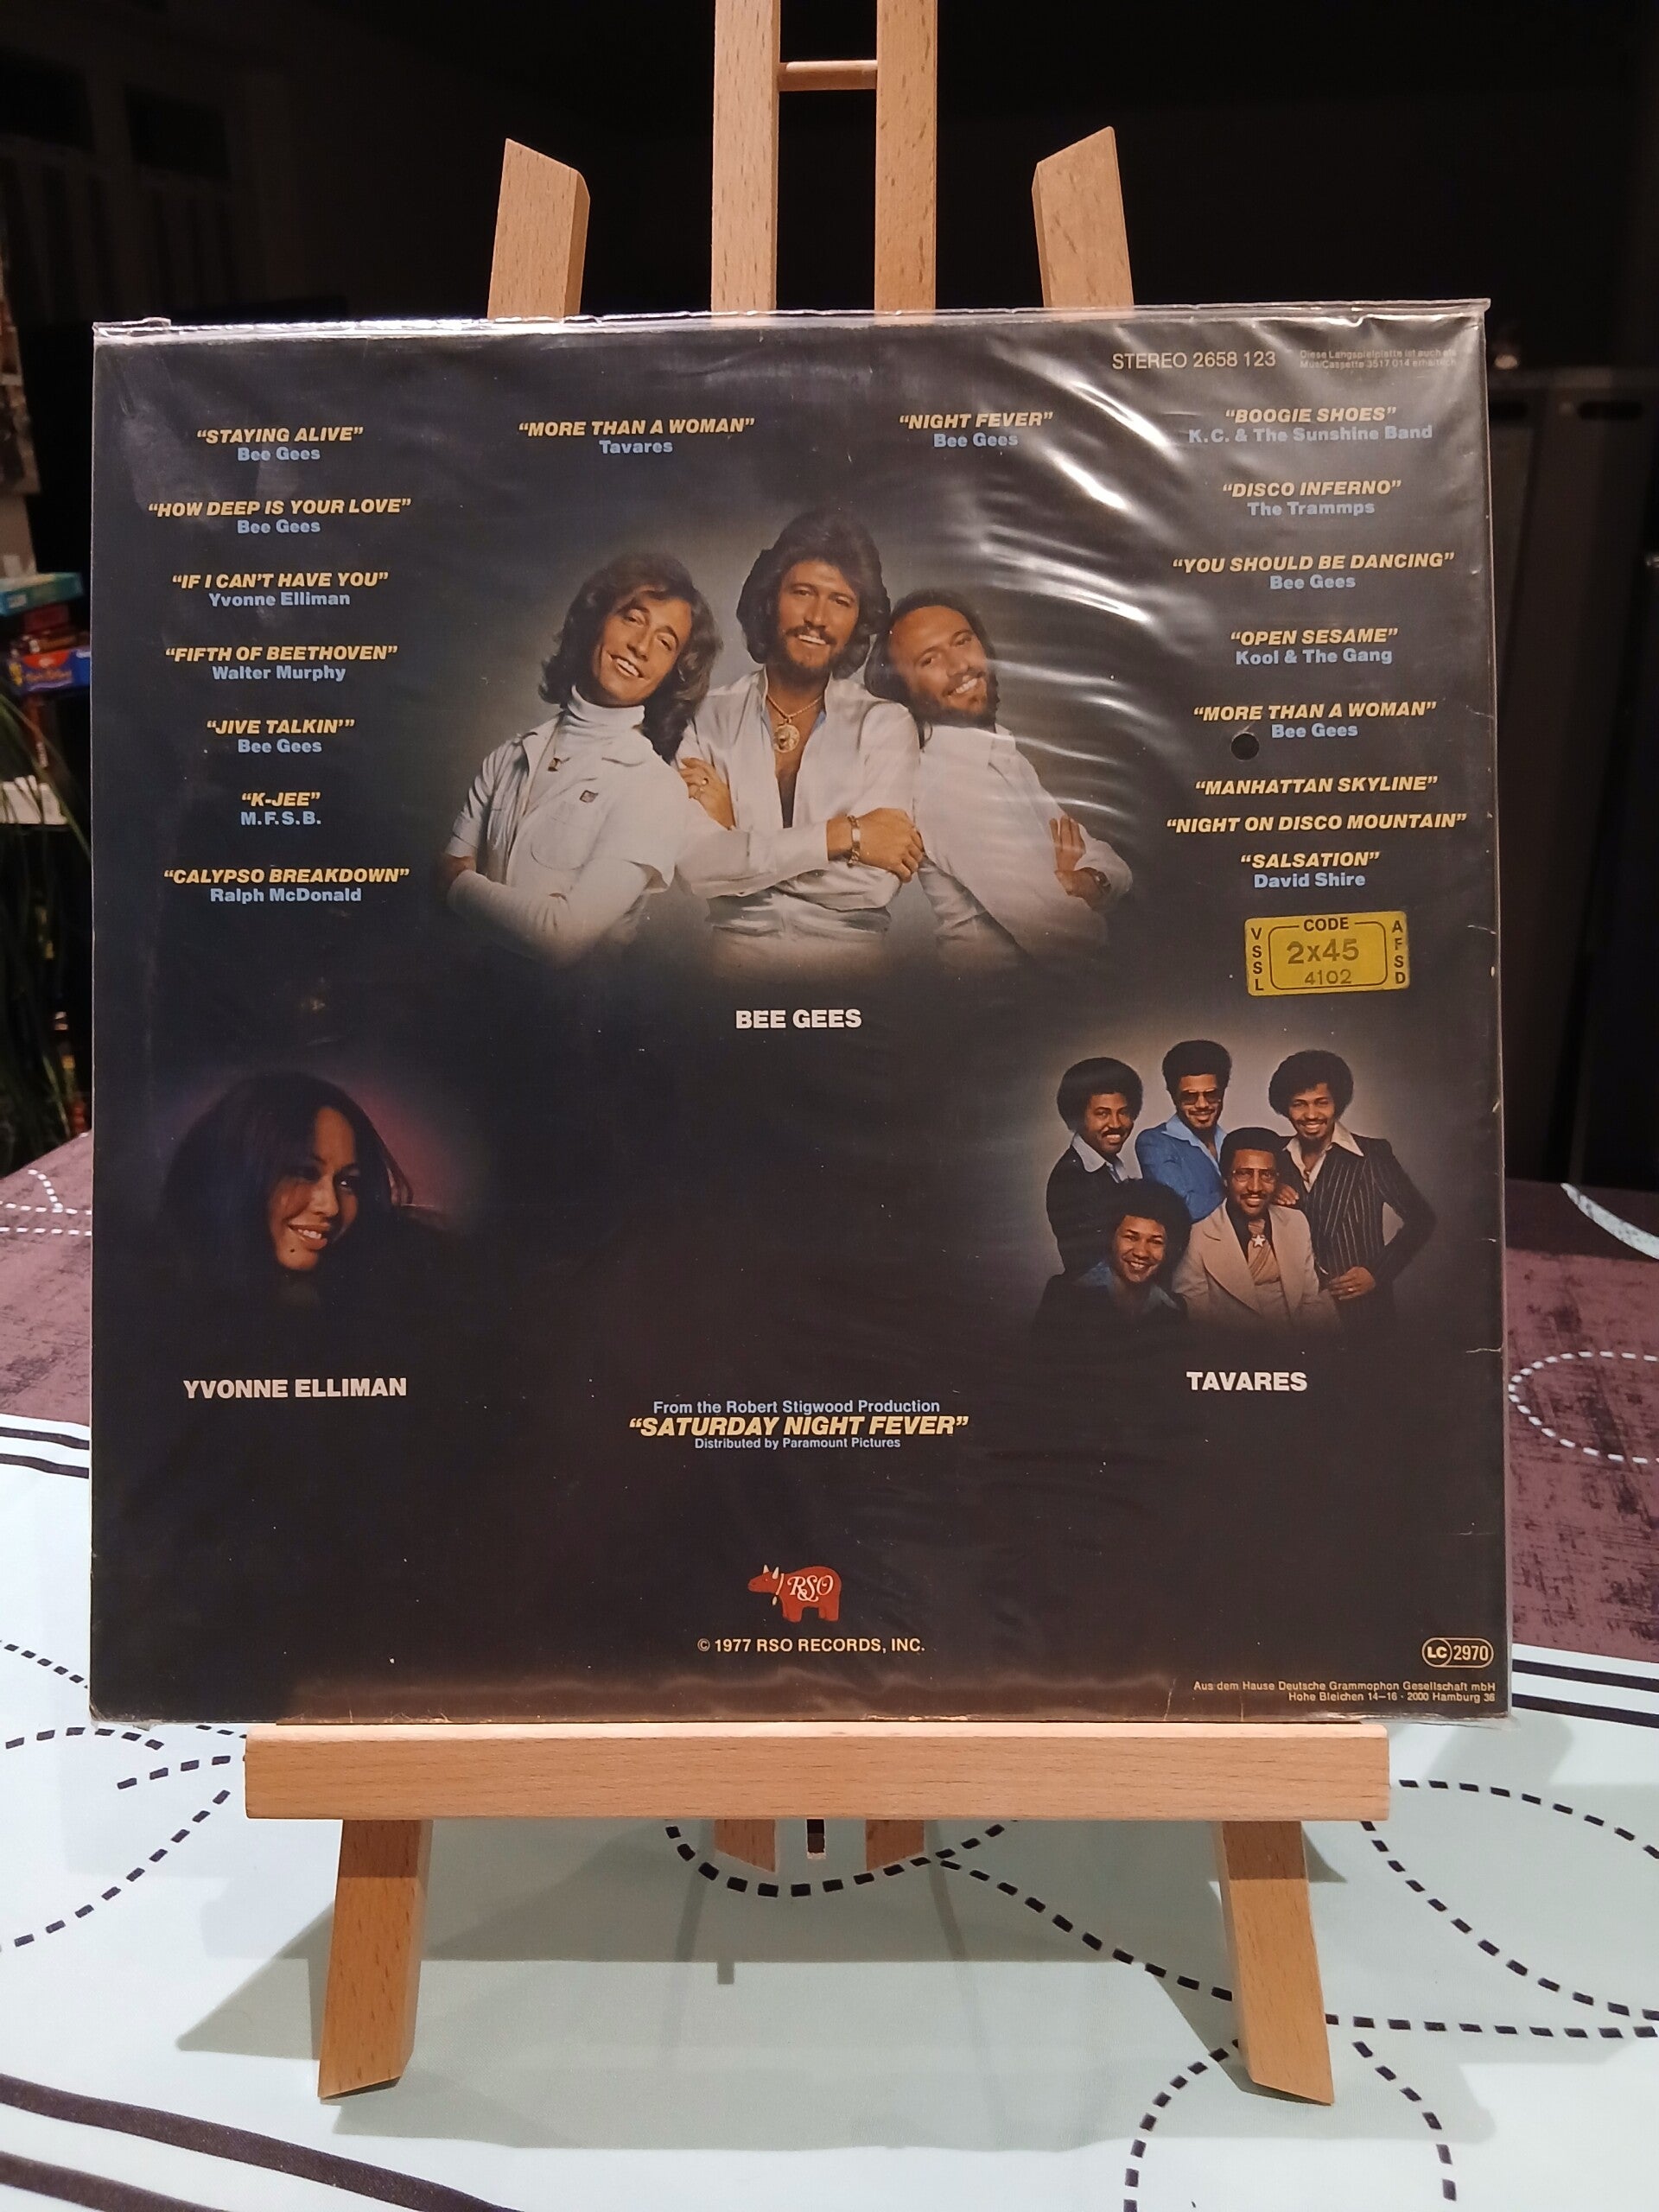 STEREO 2658 123
Diese Langspielplatte ist auch als
MusiCassette 3517 014 erhältlich
“STAYING ALIVE”
Bee Gees
“HOW DEEP IS YOUR LOVE”
Bee Gees
“IF I CAN'T HAVE YOU”
Yvonne Elliman
“FIFTH OF BEETHOVEN”
Walter Murphy
“JIVE TALKIN'”
Bee Gees
“K-JEE”
M.F.S.B.
“CALYPSO BREAKDOWN”
Ralph McDonald
“MORE THAN A WOMAN”
Tavares
“NIGHT FEVER”
Bee Gees
“BOOGIE SHOES”
K.C. & The Sunshine Band
“DISCO INFERNO”
The Trammps
“YOU SHOULD BE DANCING”
Bee Gees
“OPEN SESAME”
Kool & The Gang
“MORE THAN A WOMAN”
Bee Gees
“MANHATTAN SKYLINE”
“NIGHT ON DISCO MOUNTAIN”
“SALSATION”
David Shire
VSSL
CODE
2x45
4102
AFSD
BEE GEES
YVONNE ELLIMAN
TAVARES
From the Robert Stigwood Production
“SATURDAY NIGHT FEVER”
Distributed by Paramount Pictures
RSO
© 1977 RSO RECORDS, INC.
LC 2970
Aus dem Hause Deutsche Grammophon Gesellschaft mbH
Hohe Bleichen 14–16 · 2000 Hamburg 36